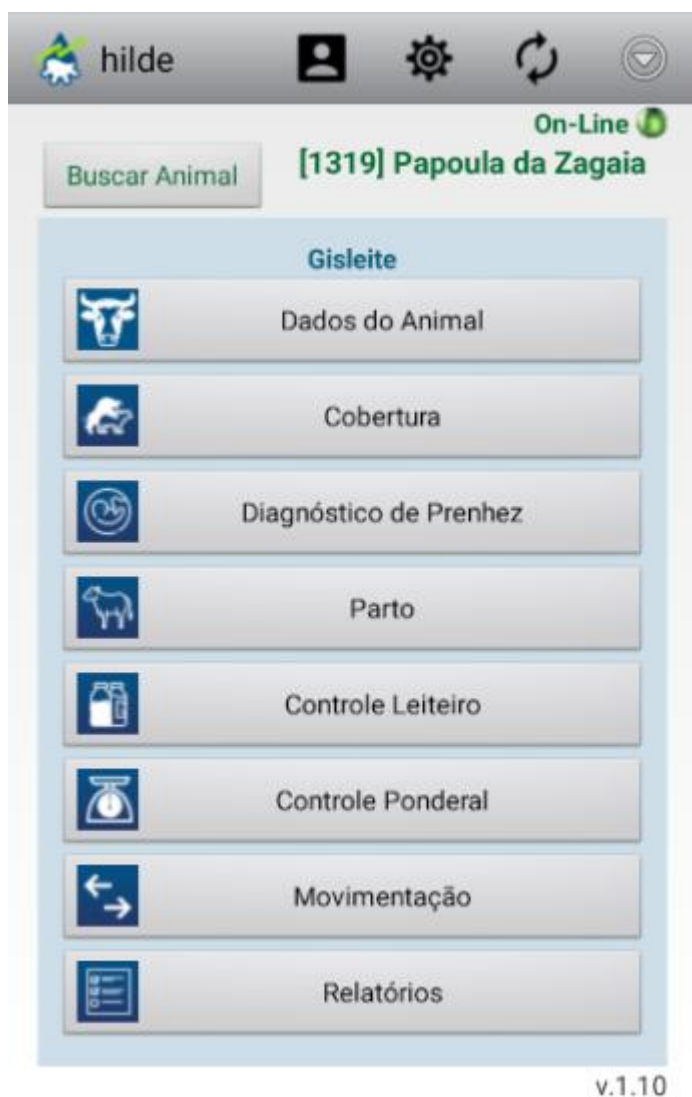 hilde
On-Line
Buscar Animal
[1319] Papoula da Zagaia
Gisleite
Dados do Animal
Cobertura
Diagnóstico de Prenhez
Parto
Controle Leiteiro
Controle Ponderal
Movimentação
Relatórios
v.1.10